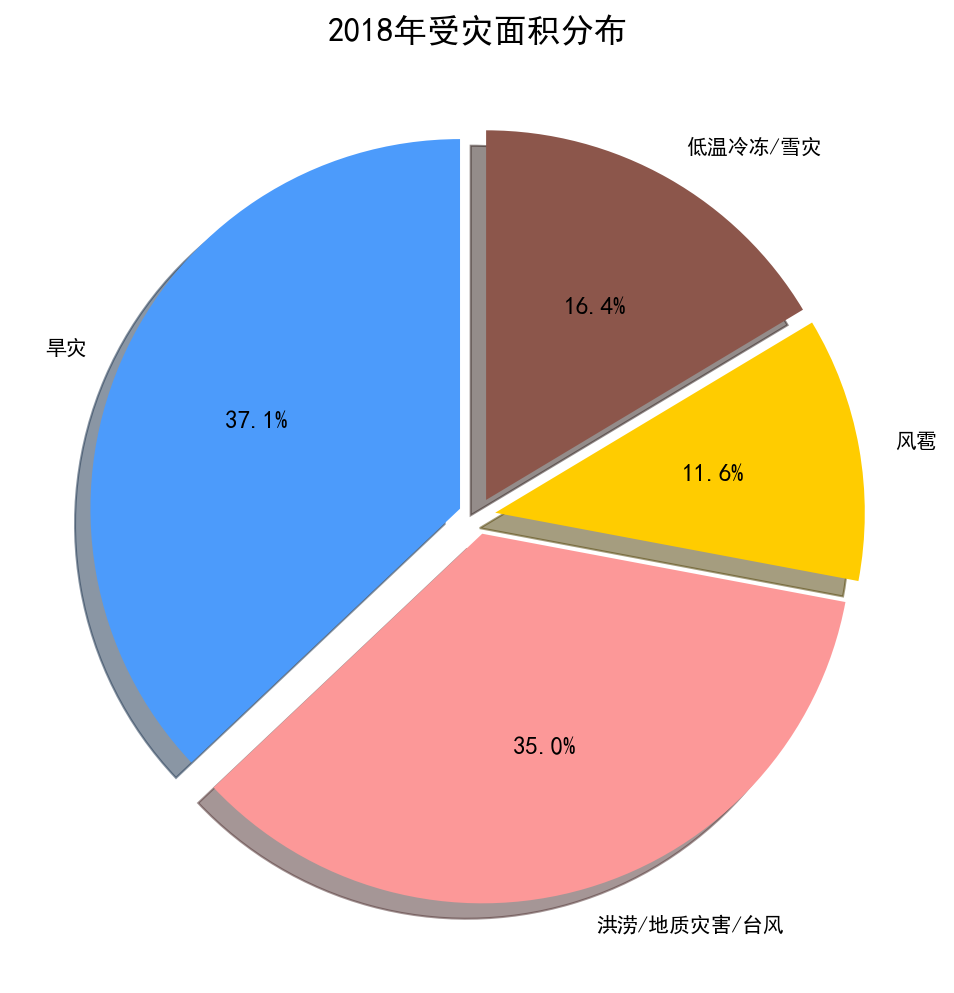 2018年受灾面积分布
低温冷冻/雪灾
16.4%
旱灾
37.1%
风雹
11.6%
35.0%
洪涝/地质灾害/台风